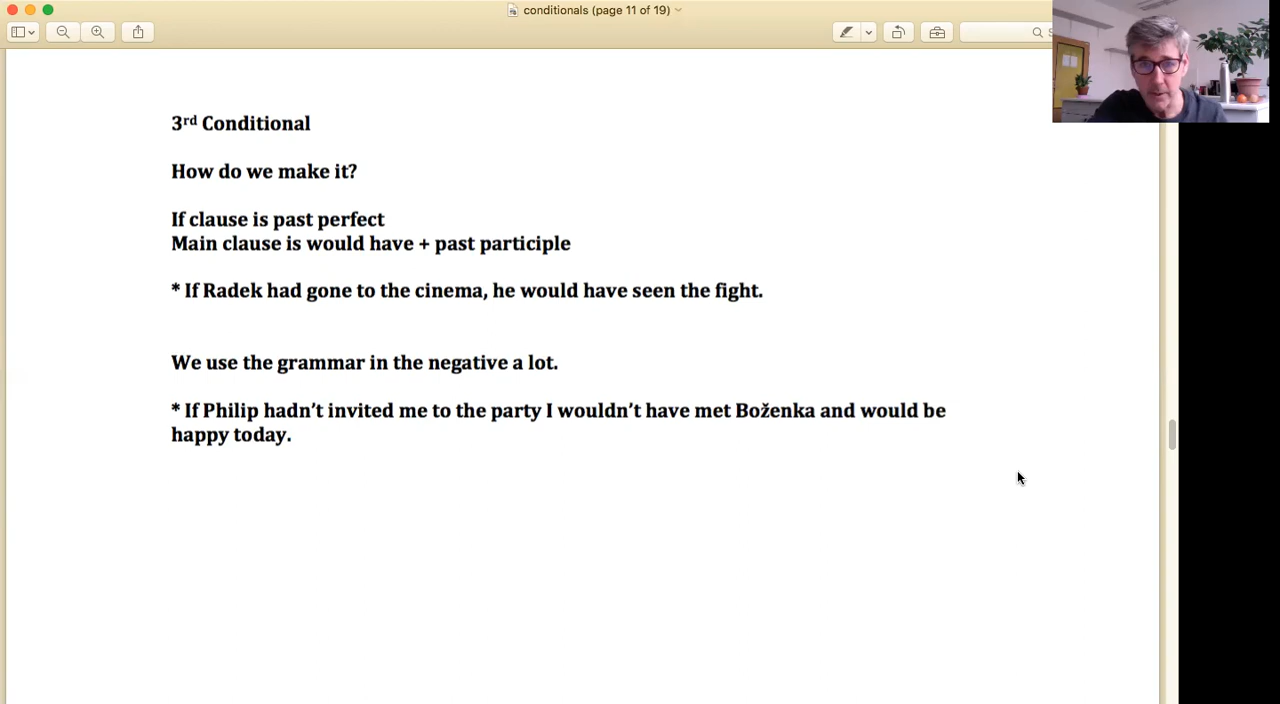 conditionals (page 11 of 19)
S
3rd Conditional
How do we make it?
If clause is past perfect
Main clause is would have + past participle
* If Radek had gone to the cinema, he would have seen the fight.
We use the grammar in the negative a lot.
* If Philip hadn’t invited me to the party I wouldn’t have met Boženka and would be
happy today.